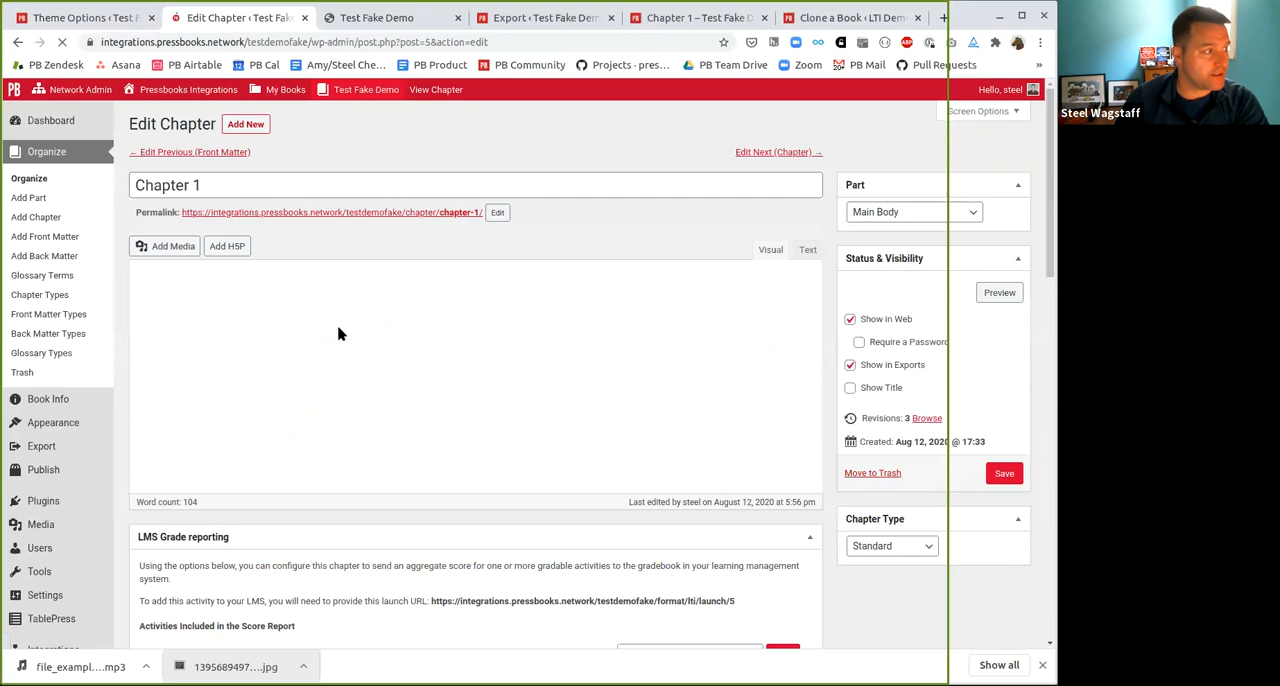 Theme Options ‹ Test F
Edit Chapter ‹ Test Fake
Test Fake Demo
Export ‹ Test Fake Dem
Chapter 1 – Test Fake D
Clone a Book ‹ LTI Demo
integrations.pressbooks.network/testdemofake/wp-admin/post.php?post=5&action=edit
PB Zendesk
Asana
PB Airtable
PB Cal
Amy/Steel Che...
PB Product
PB Community
Projects · pres...
PB Team Drive
Zoom
PB Mail
Pull Requests
»
Network Admin
Pressbooks Integrations
My Books
Test Fake Demo
View Chapter
Hello, steel
Steel Wagstaff
Screen Options
Dashboard
Organize
Organize
Add Part
Add Chapter
Add Front Matter
Add Back Matter
Glossary Terms
Chapter Types
Front Matter Types
Back Matter Types
Glossary Types
Trash
Book Info
Appearance
Export
Publish
Plugins
Media
Users
Tools
Settings
TablePress
Edit Chapter
Add New
← Edit Previous (Front Matter)
Edit Next (Chapter) →
Chapter 1
Permalink: https://integrations.pressbooks.network/testdemofake/chapter/chapter-1/
Edit
Add Media
Add H5P
Visual
Text
Word count: 104
Last edited by steel on August 12, 2020 at 5:56 pm
LMS Grade reporting
Using the options below, you can configure this chapter to send an aggregate score for one or more gradable activities to the gradebook in your learning management
system.
To add this activity to your LMS, you will need to provide this launch URL: https://integrations.pressbooks.network/testdemofake/format/lti/launch/5
Activities Included in the Score Report
Part
Main Body
Status & Visibility
Preview
Show in Web
Require a Password
Show in Exports
Show Title
Revisions: 3 Browse
Created: Aug 12, 2020 @ 17:33
Move to Trash
Save
Chapter Type
Standard
file_exampl....mp3
1395689497....jpg
Show all